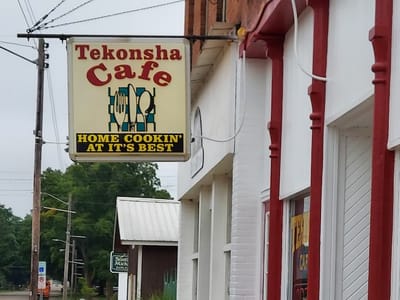 Tekonsha
Cafe
HOME COOKIN'
AT IT'S BEST